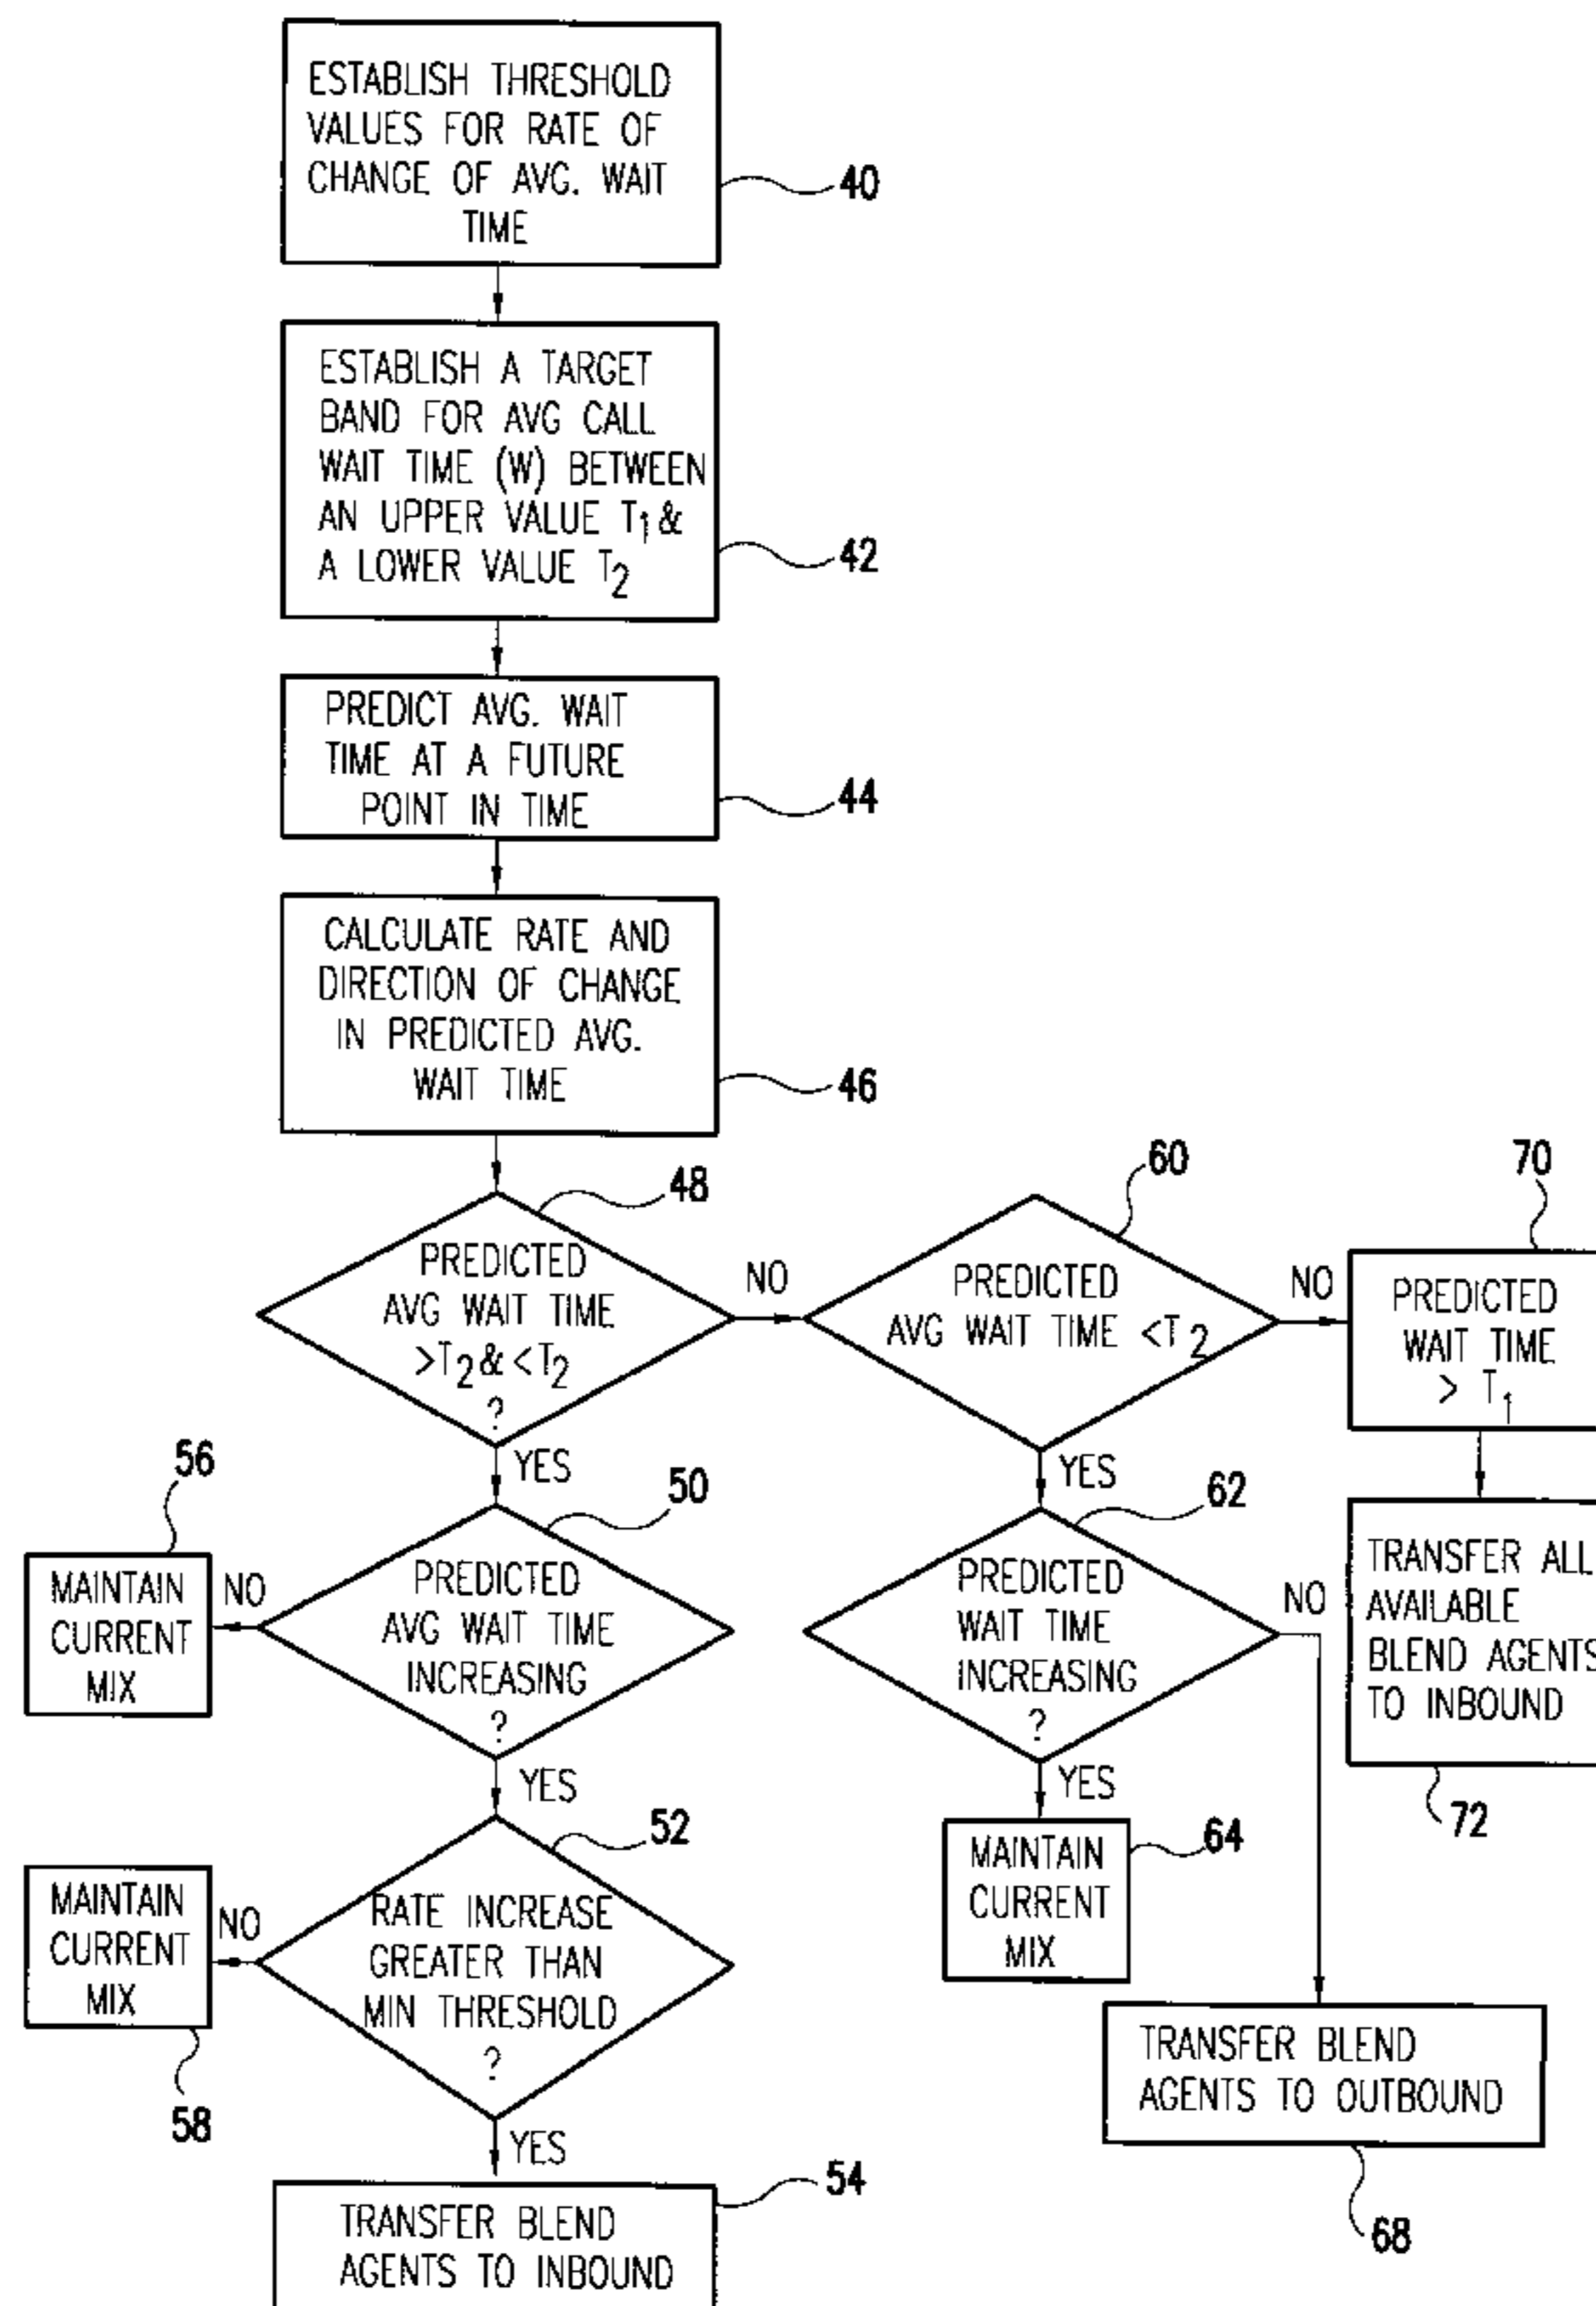 ESTABLISH THRESHOLD
VALUES FOR RATE OF
CHANGE OF AVG. WAIT
TIME
40
ESTABLISH A TARGET
BAND FOR AVG CALL
WAIT TIME (W) BETWEEN
AN UPPER VALUE T1 &
A LOWER VALUE T2
42
PREDICT AVG. WAIT
TIME AT A FUTURE
POINT IN TIME
44
CALCULATE RATE AND
DIRECTION OF CHANGE
IN PREDICTED AVG.
WAIT TIME
46
48
PREDICTED
AVG WAIT TIME
>T2 & <T2
?
NO
YES
60
PREDICTED
AVG WAIT TIME <T2
NO
YES
70
PREDICTED
WAIT TIME
> T1
56
MAINTAIN
CURRENT
MIX
NO
50
PREDICTED
AVG WAIT TIME
INCREASING
?
YES
62
PREDICTED
WAIT TIME
INCREASING
?
NO
YES
TRANSFER ALL
AVAILABLE
BLEND AGENTS
TO INBOUND
72
MAINTAIN
CURRENT
MIX
58
NO
52
RATE INCREASE
GREATER THAN
MIN THRESHOLD
?
YES
MAINTAIN
CURRENT
MIX
64
TRANSFER BLEND
AGENTS TO OUTBOUND
68
TRANSFER BLEND
AGENTS TO INBOUND
54